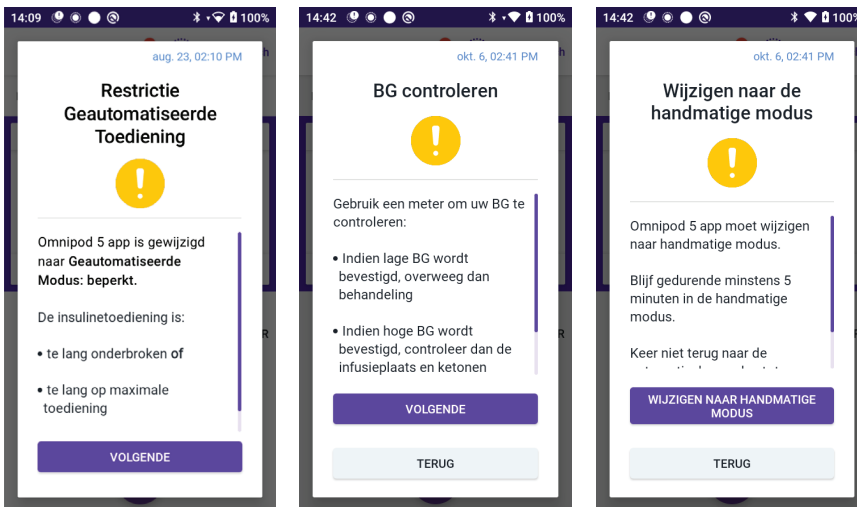 14:09 100%
aug. 23, 02:10 PM
h
Restrictie
Geautomatiseerde
Toediening
Omnipod 5 app is gewijzigd
naar Geautomatiseerde
Modus: beperkt.
De insulinetoediening is:
• te lang onderbroken of
• te lang op maximale
toediening
R
VOLGENDE
14:42 100%
okt. 6, 02:41 PM
h
BG controleren
Gebruik een meter om uw BG te
controleren:
• Indien lage BG wordt
bevestigd, overweeg dan
behandeling
• Indien hoge BG wordt
bevestigd, controleer dan de
infusieplaats en ketonen
R
VOLGENDE
TERUG
14:42 100%
okt. 6, 02:41 PM
Wijzigen naar de
handmatige modus
Omnipod 5 app moet wijzigen
naar handmatige modus.
Blijf gedurende minstens 5
minuten in de handmatige
modus.
Keer niet terug naar de
WIJZIGEN NAAR HANDMATIGE
MODUS
TERUG